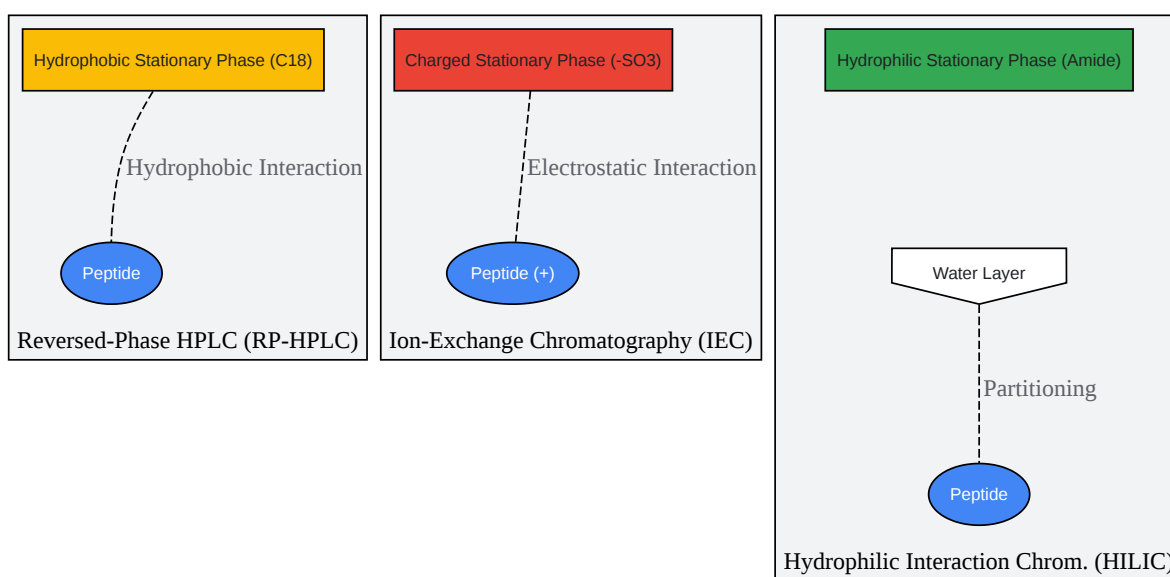 Hydrophobic Stationary Phase (C18)
Hydrophobic Interaction
Peptide
Reversed-Phase HPLC (RP-HPLC)
Charged Stationary Phase (-SO3)
Electrostatic Interaction
Peptide (+)
Ion-Exchange Chromatography (IEC)
Hydrophilic Stationary Phase (Amide)
Water Layer
Partitioning
Peptide
Hydrophilic Interaction Chrom. (HILIC)